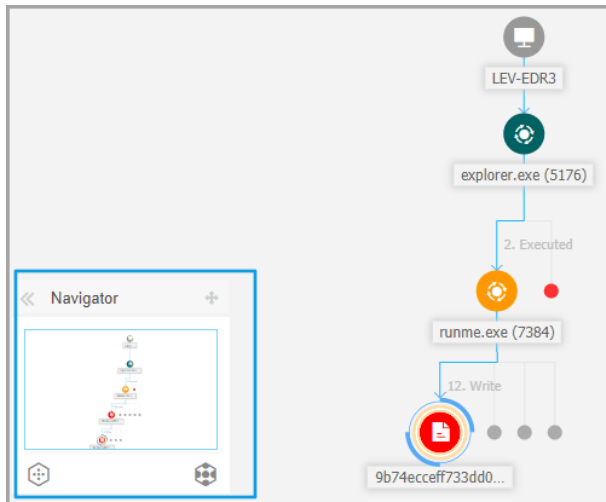 LEV-EDR3
explorer.exe (5176)
2. Executed
Navigator
runme.exe (7384)
12. Write
9b74ecceff733dd0...